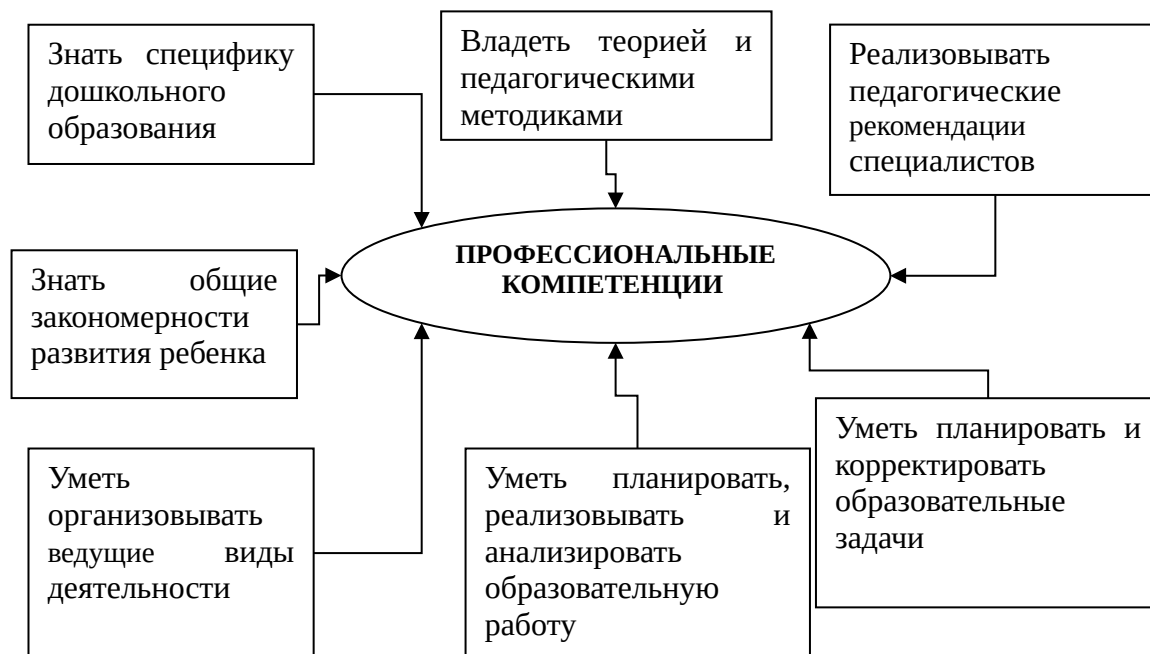 Знать специфику
дошкольного
образования
Владеть теорией и
педагогическими
методиками
Реализовывать
педагогические
рекомендации
специалистов
ПРОФЕССИОНАЛЬНЫЕ
КОМПЕТЕНЦИИ
Знать общие
закономерности
развития ребенка
Уметь
организовывать
ведущие виды
деятельности
Уметь планировать,
реализовывать и
анализировать
образовательную
работу
Уметь планировать и
корректировать
образовательные
задачи